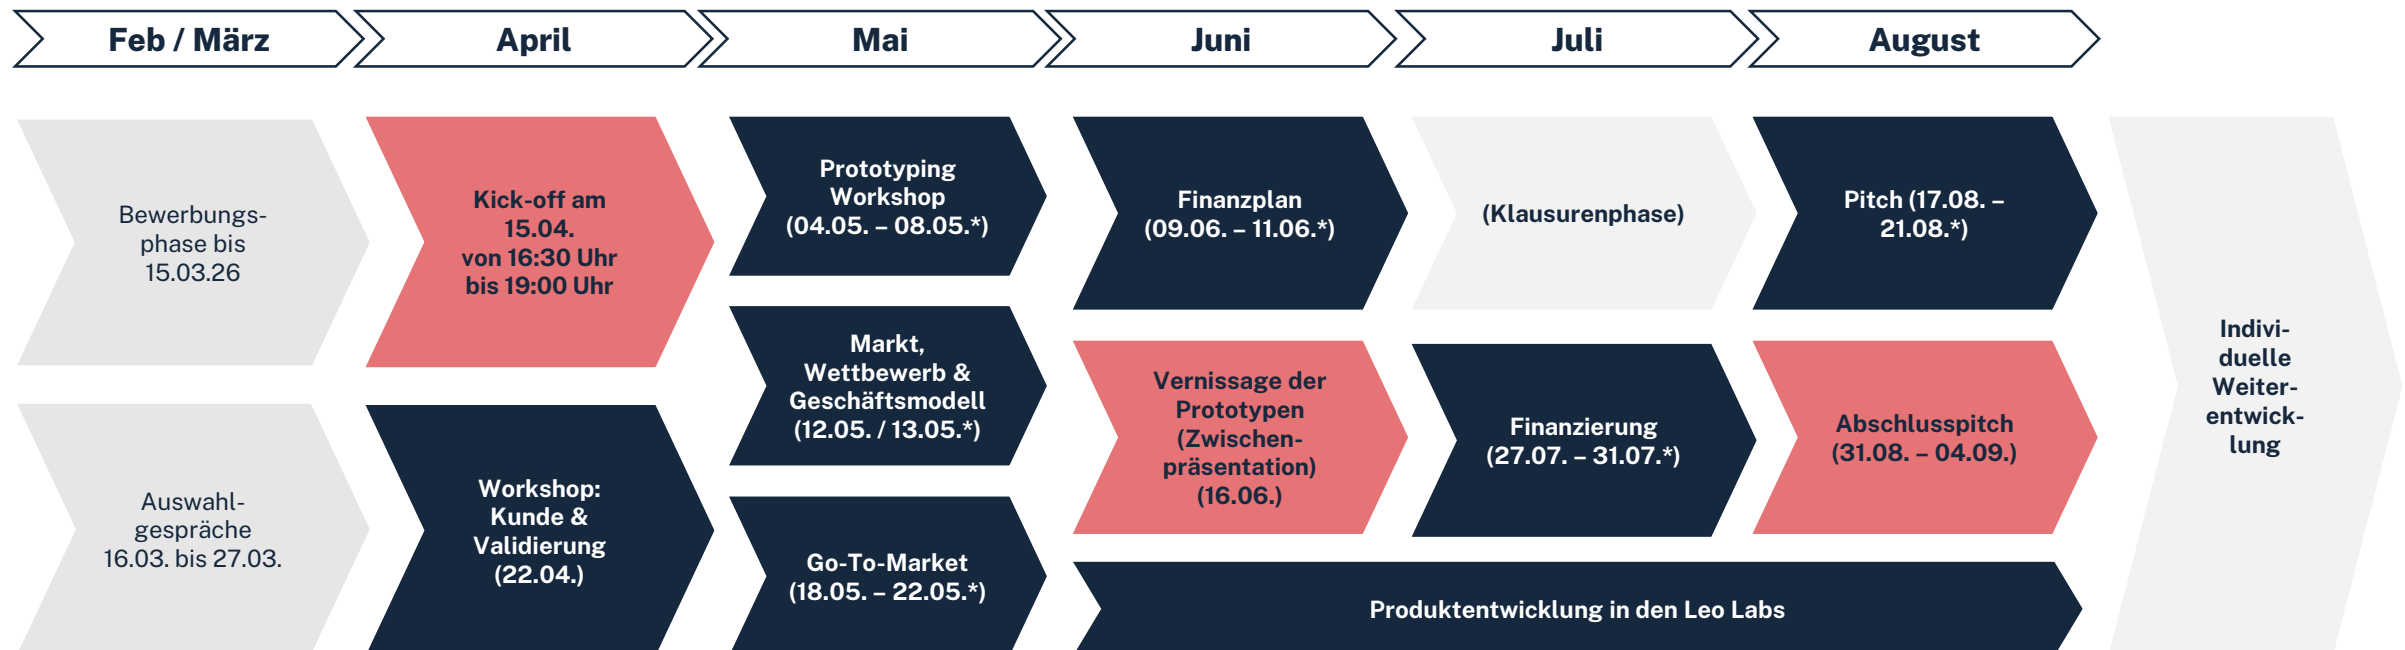 Feb / März
April
Mai
Juni
Juli
August
Bewerbungs-
phase bis
15.03.26
Auswahl-
gespräche
16.03. bis 27.03.
Kick-off am
15.04.
von 16:30 Uhr
bis 19:00 Uhr
Workshop:
Kunde &
Validierung
(22.04.)
Prototyping
Workshop
(04.05. – 08.05.*)
Markt,
Wettbewerb &
Geschäftsmodell
(12.05. / 13.05.*)
Go-To-Market
(18.05. – 22.05.*)
Finanzplan
(09.06. – 11.06.*)
Vernissage der
Prototypen
(Zwischen-
präsentation)
(16.06.)
(Klausurenphase)
Finanzierung
(27.07. – 31.07.*)
Pitch (17.08. –
21.08.*)
Abschlusspitch
(31.08. – 04.09.)
Produktentwicklung in den Leo Labs
Indivi-
duelle
Weiter-
entwick-
lung